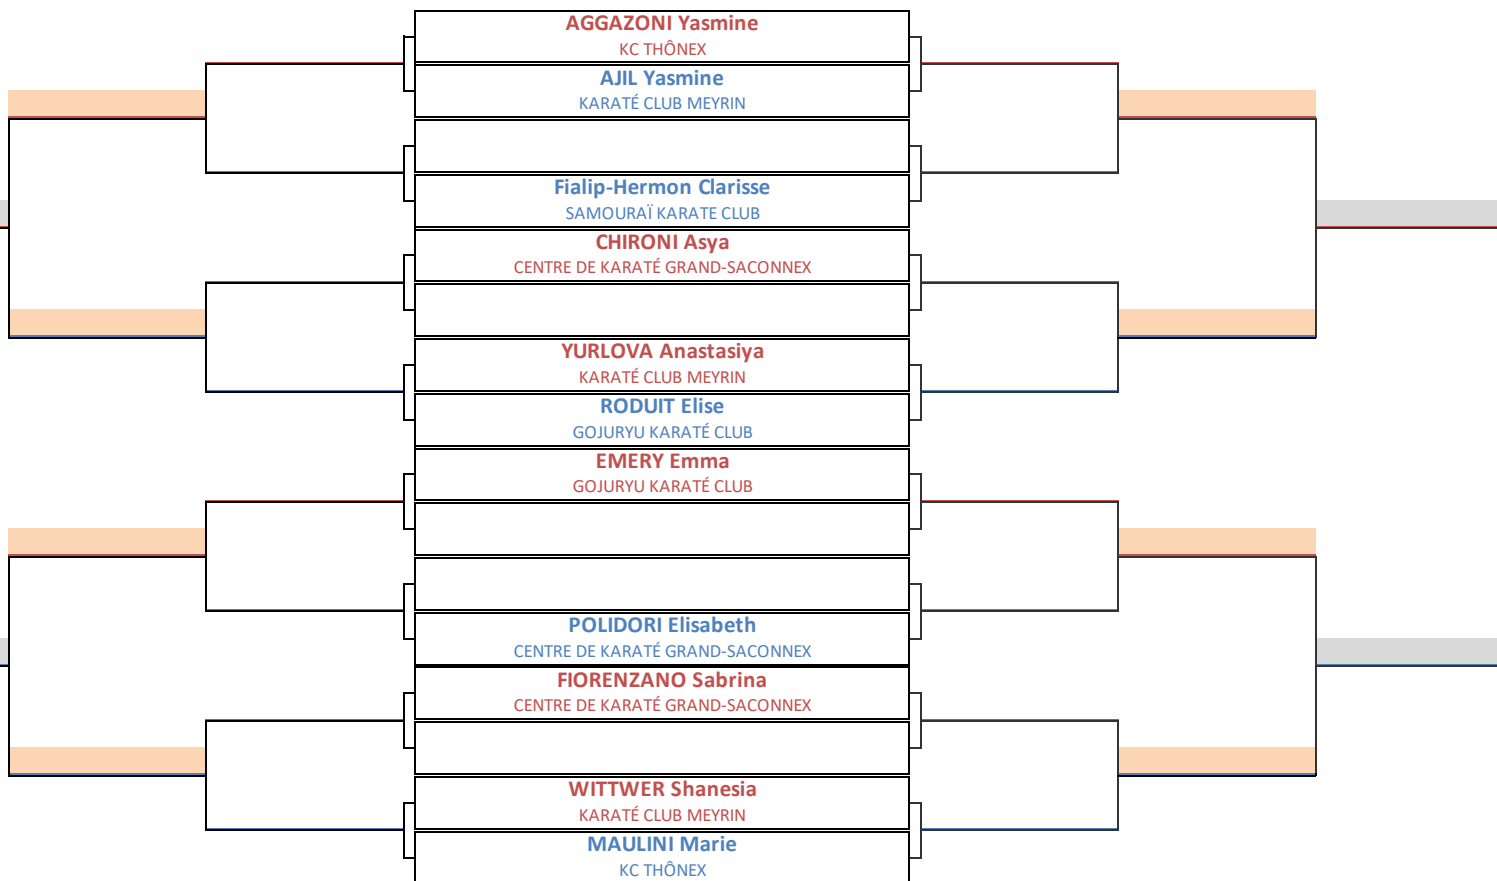 AGGAZONI Yasmine
KC THÔNEX
AJIL Yasmine
KARATÉ CLUB MEYRIN
Fialip-Hermon Clarisse
SAMOURAÏ KARATE CLUB
CHIRONI Asya
CENTRE DE KARATÉ GRAND-SACONNEX
YURLOVA Anastasiya
KARATÉ CLUB MEYRIN
RODUIT Elise
GOJURYU KARATÉ CLUB
EMERY Emma
GOJURYU KARATÉ CLUB
POLIDORI Elisabeth
CENTRE DE KARATÉ GRAND-SACONNEX
FIORENZANO Sabrina
CENTRE DE KARATÉ GRAND-SACONNEX
WITTWER Shanesia
KARATÉ CLUB MEYRIN
MAULINI Marie
KC THÔNEX